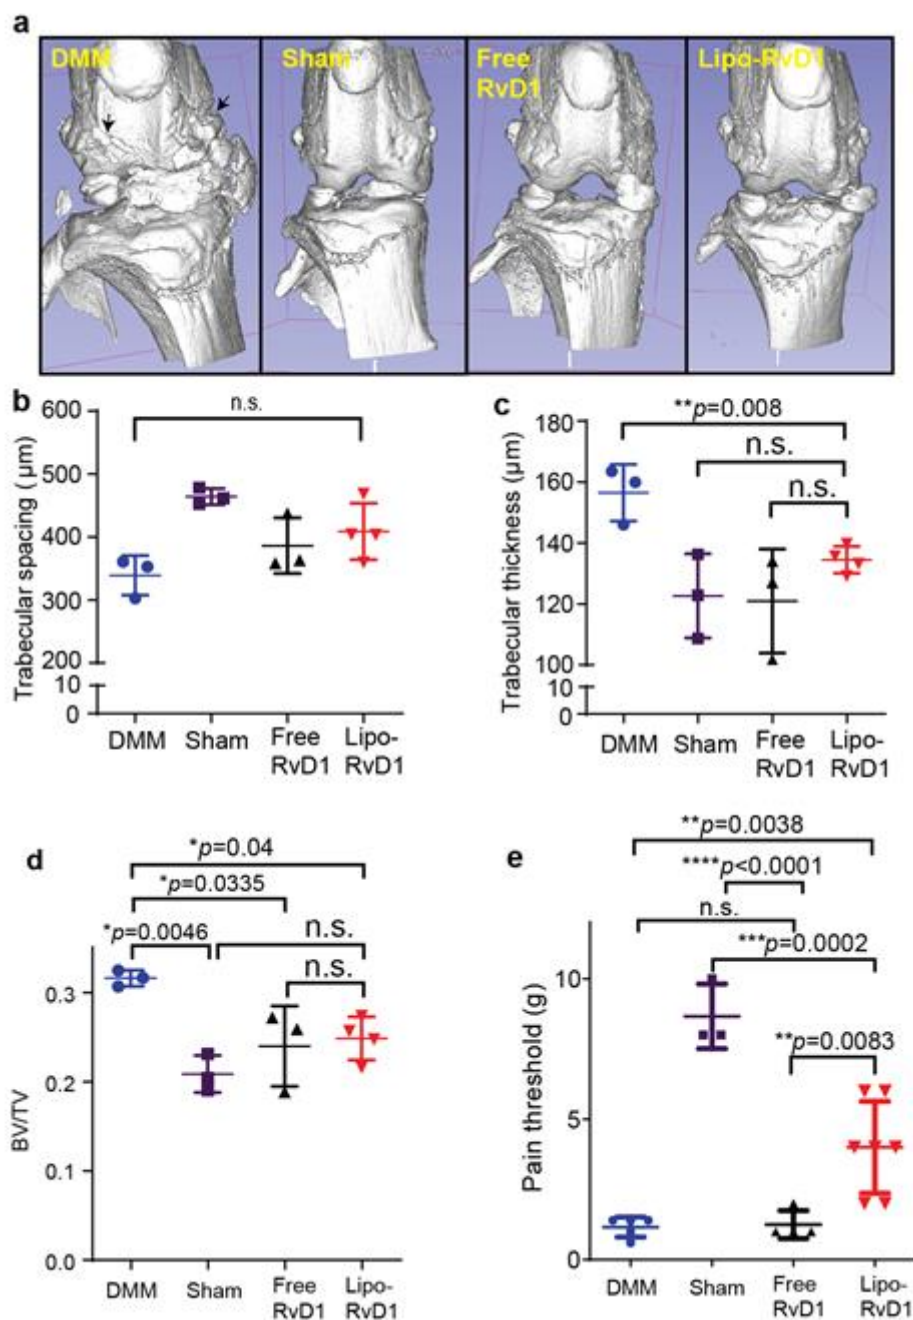 a
DMM
Sham
Free
RvD1
Lipo-RvD1
b
n.s.
Trabecular spacing ( µm)
600
500
400
300
200
10
0
DMM
Sham
Free
RvD1
Lipo-
RvD1
c
**p=0.008
n.s.
n.s.
Trabecular thickness (µm)
180
160
140
120
100
10
0
DMM
Sham
Free
RvD1
Lipo-
RvD1
d
*p=0.04
*p=0.0335
*p=0.0046
n.s.
n.s.
BV/TV
0.3
0.2
0.1
0.0
DMM
Sham
Free
RvD1
Lipo-
RvD1
e
**p=0.0038
****p<0.0001
n.s.
***p=0.0002
**p=0.0083
Pain threshold (g)
10
5
0
DMM
Sham
Free
RvD1
Lipo-
RvD1